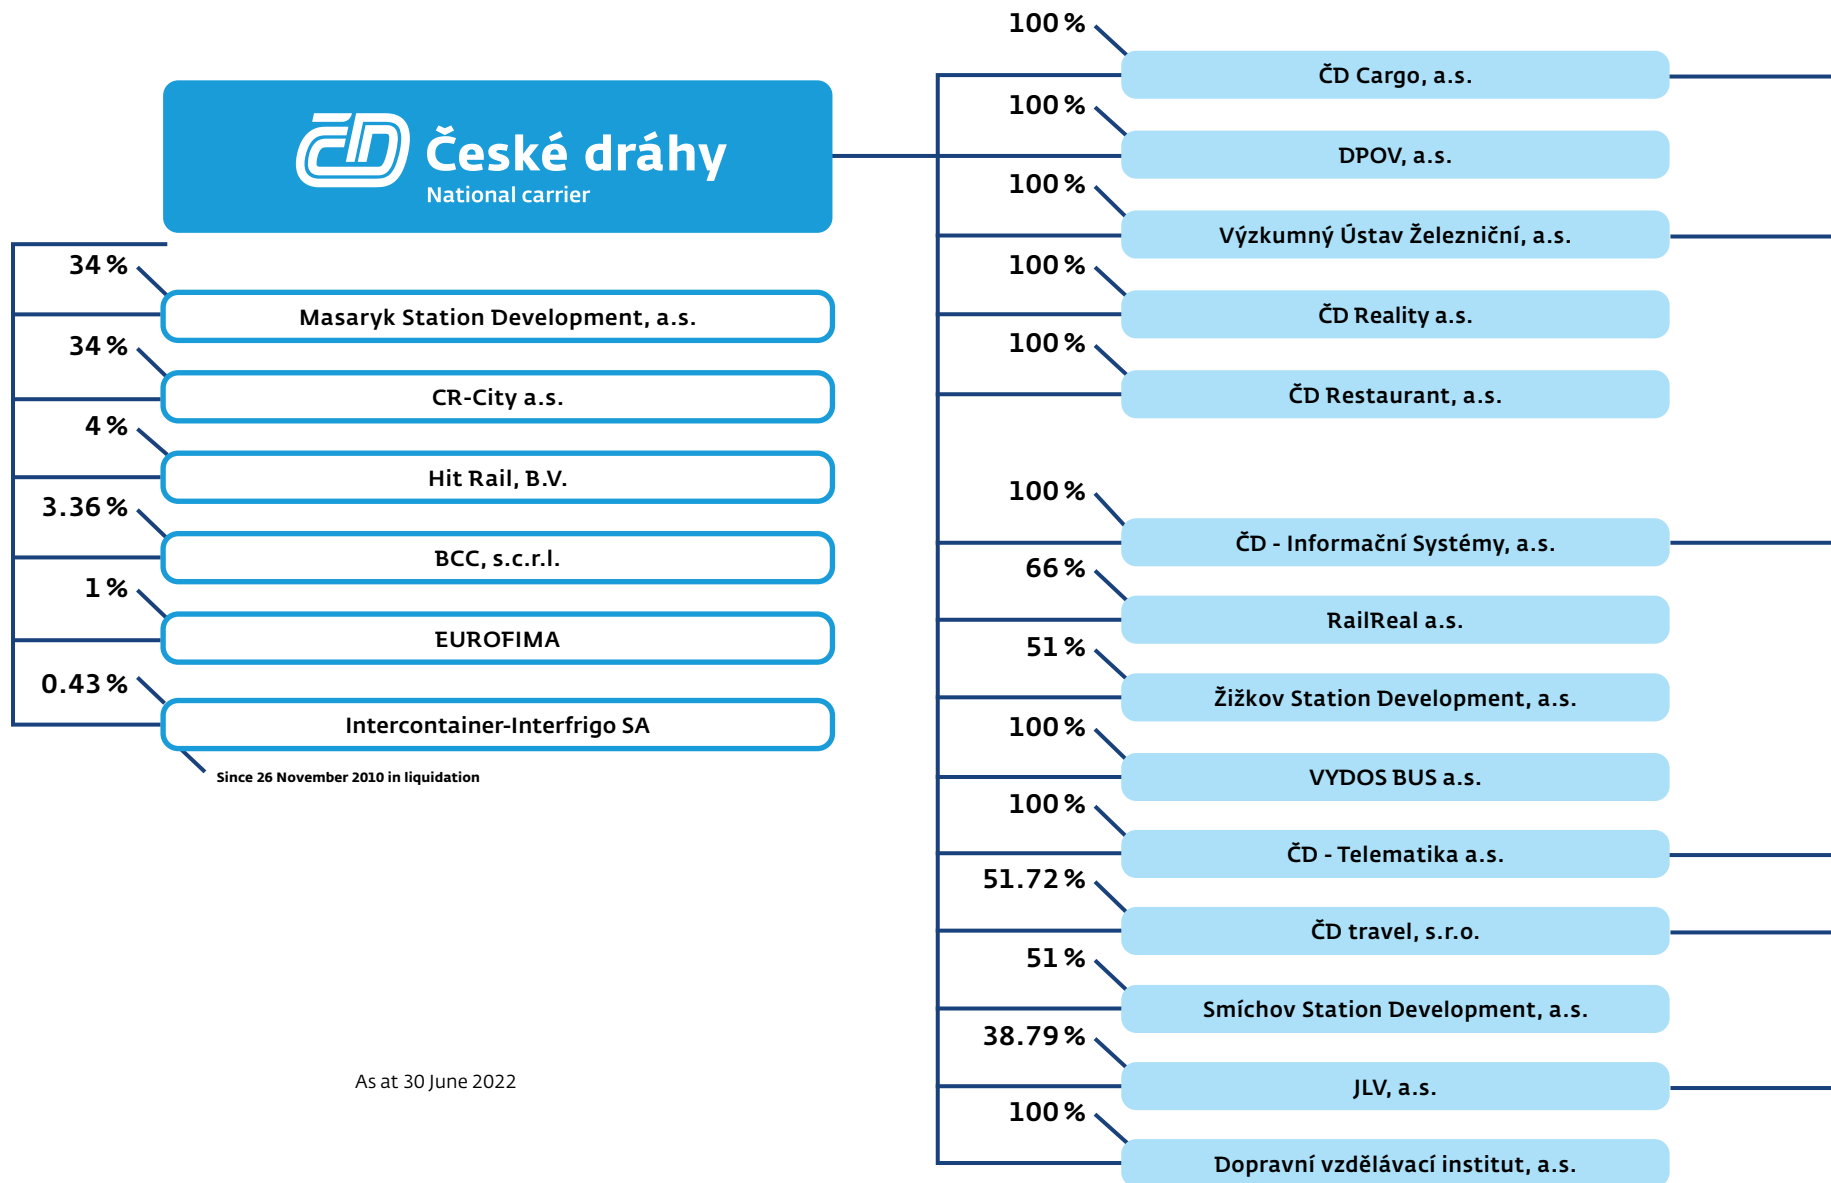 ČD České dráhy
National carrier
34 %
Masaryk Station Development, a.s.
34 %
CR-City a.s.
4 %
Hit Rail, B.V.
3.36 %
BCC, s.c.r.l.
1 %
EUROFIMA
0.43 %
Intercontainer-Interfrigo SA
Since 26 November 2010 in liquidation
As at 30 June 2022
100 %
ČD Cargo, a.s.
100 %
DPOV, a.s.
100 %
Výzkumný Ústav Železniční, a.s.
100 %
ČD Reality a.s.
100 %
ČD Restaurant, a.s.
100 %
ČD - Informační Systémy, a.s.
66 %
RailReal a.s.
51 %
Žižkov Station Development, a.s.
100 %
VYDOS BUS a.s.
100 %
ČD - Telematika a.s.
51.72 %
ČD travel, s.r.o.
51 %
Smíchov Station Development, a.s.
38.79 %
JLV, a.s.
100 %
Dopravní vzdělávací institut, a.s.